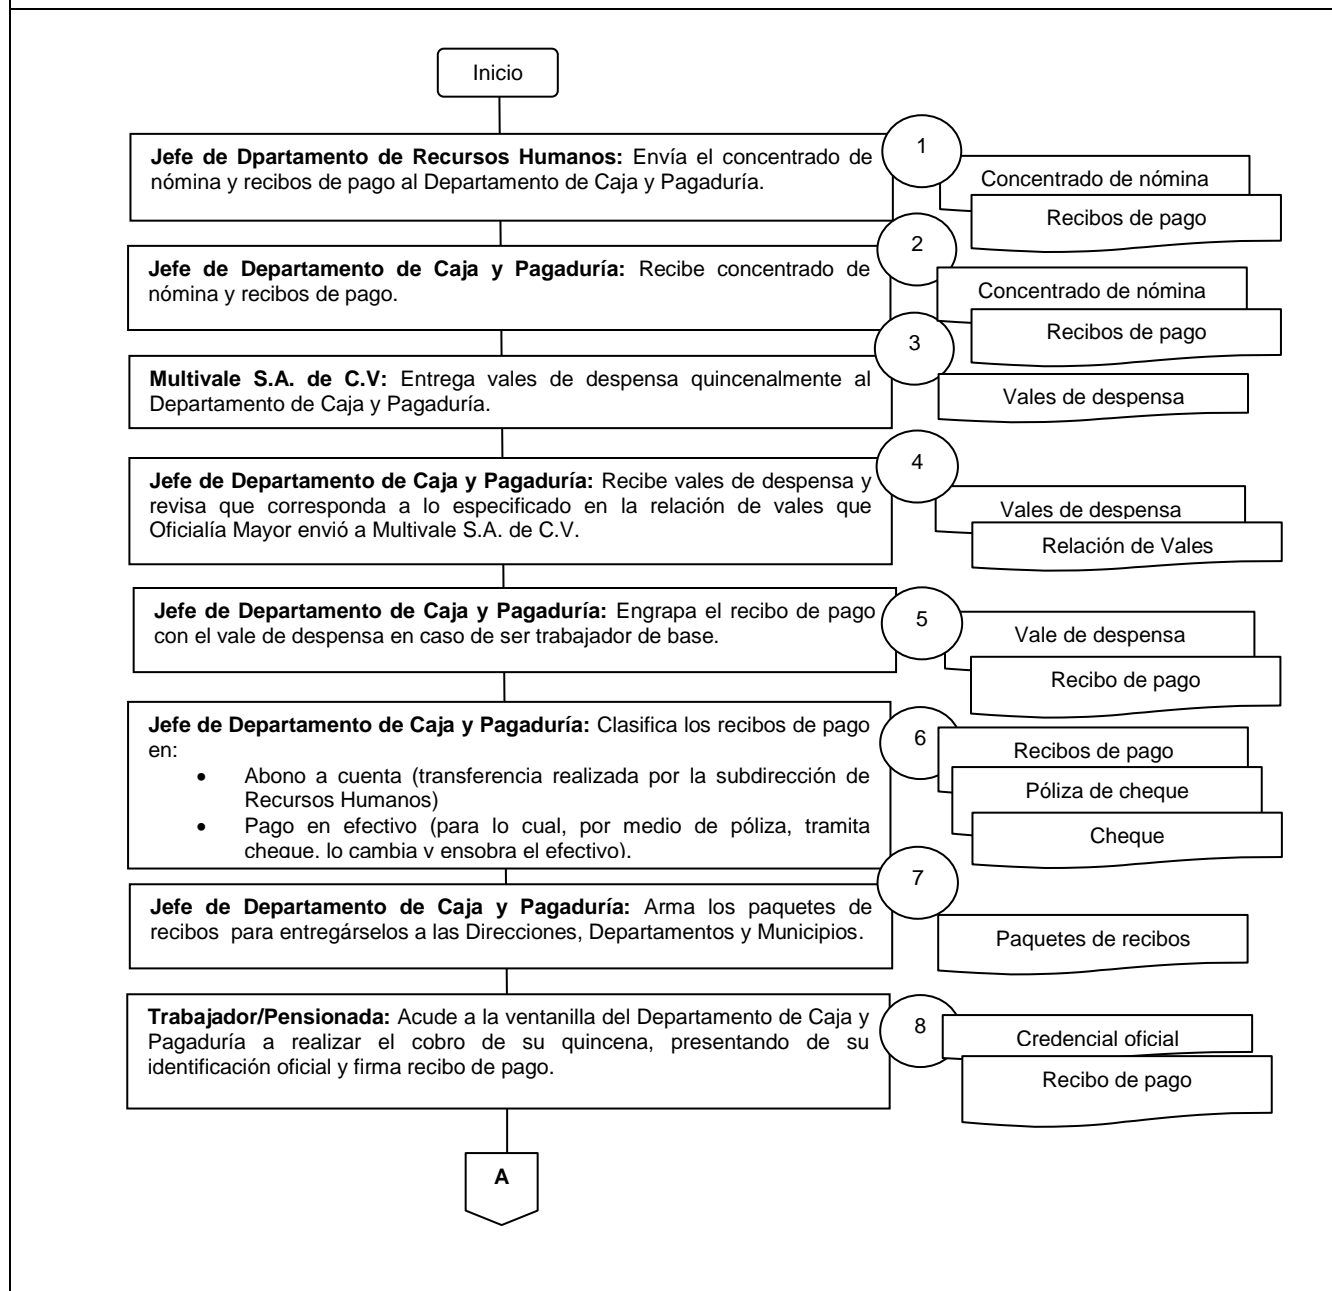 Inicio
Jefe de Dpartamento de Recursos Humanos: Envía el concentrado de
nómina y recibos de pago al Departamento de Caja y Pagaduría.
1
Concentrado de nómina
Recibos de pago
Jefe de Departamento de Caja y Pagaduría: Recibe concentrado de
nómina y recibos de pago.
2
Concentrado de nómina
Recibos de pago
Multivale S.A. de C.V: Entrega vales de despensa quincenalmente al
Departamento de Caja y Pagaduría.
3
Vales de despensa
Jefe de Departamento de Caja y Pagaduría: Recibe vales de despensa y
revisa que corresponda a lo especificado en la relación de vales que
Oficialía Mayor envió a Multivale S.A. de C.V.
4
Vales de despensa
Relación de Vales
Jefe de Departamento de Caja y Pagaduría: Engrapa el recibo de pago
con el vale de despensa en caso de ser trabajador de base.
5
Vale de despensa
Recibo de pago
Jefe de Departamento de Caja y Pagaduría: Clasifica los recibos de pago
en:
• Abono a cuenta (transferencia realizada por la subdirección de
Recursos Humanos)
• Pago en efectivo (para lo cual, por medio de póliza, tramita
cheque, lo cambia y ensobra el efectivo).
6
Recibos de pago
Póliza de cheque
Cheque
Jefe de Departamento de Caja y Pagaduría: Arma los paquetes de
recibos para entregárselos a las Direcciones, Departamentos y Municipios.
7
Paquetes de recibos
Trabajador/Pensionada: Acude a la ventanilla del Departamento de Caja y
Pagaduría a realizar el cobro de su quincena, presentando de su
identificación oficial y firma recibo de pago.
8
Credencial oficial
Recibo de pago
A